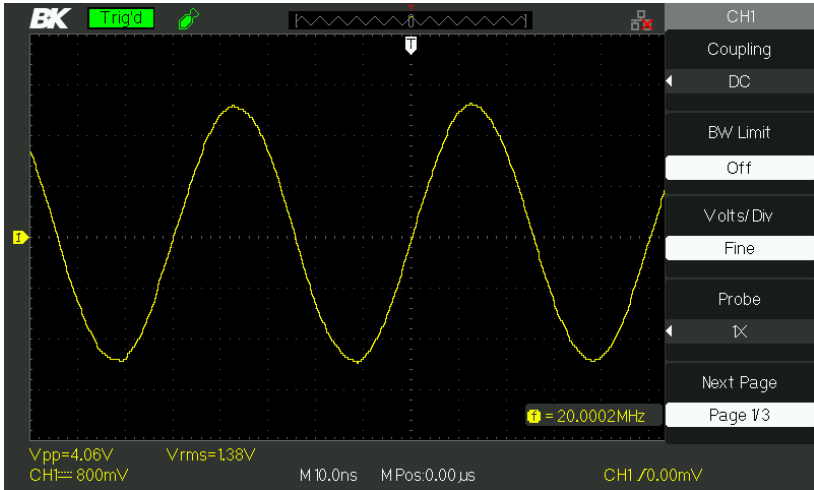 BK Trig'd
T
CH1
Coupling
DC
BW Limit
Off
Volts/Div
Fine
Probe
1X
Next Page
Page 1/3
1
f = 20.0002MHz
Vpp=4.06V Vrms=1.38V
CH1 800mV M 10.0ns M Pos:0.00µs CH1 /0.00mV